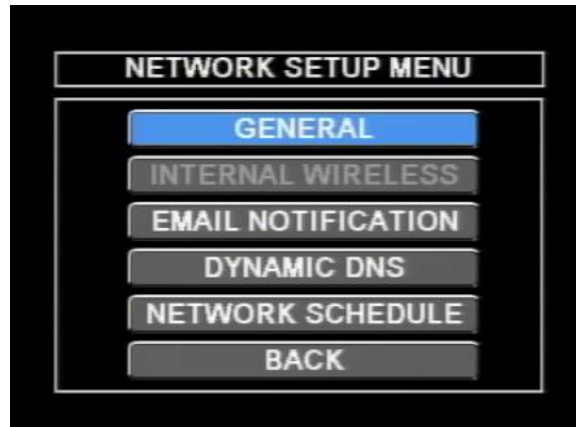 NETWORK SETUP MENU
GENERAL
INTERNAL WIRELESS
EMAIL NOTIFICATION
DYNAMIC DNS
NETWORK SCHEDULE
BACK